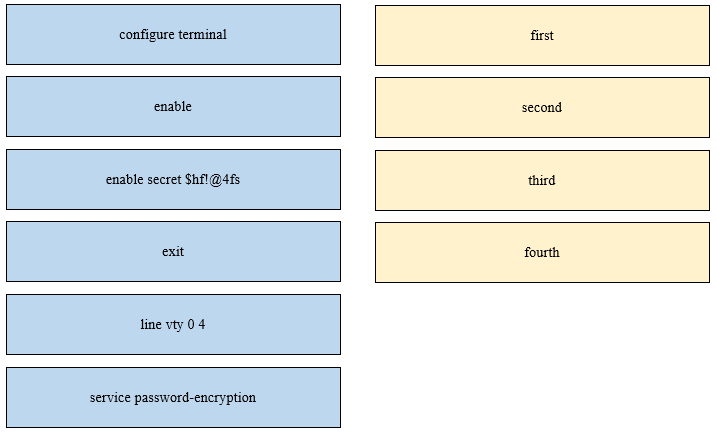 configure terminal
enable
enable secret $hf!@4fs
exit
line vty 0 4
service password-encryption
first
second
third
fourth